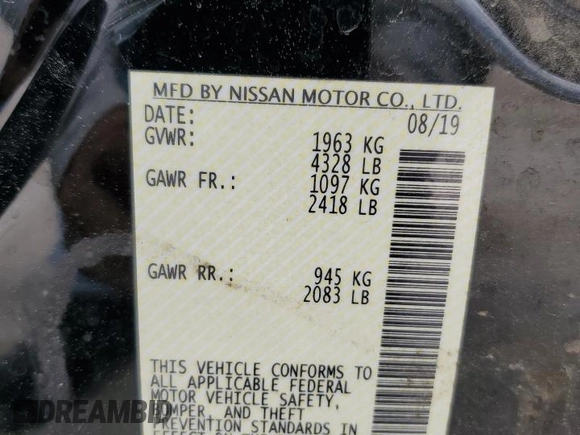 MFD BY NISSAN MOTOR CO., LTD.
DATE: 08/19
GVWR: 1963 KG
4328 LB
GAWR FR.: 1097 KG
2418 LB
GAWR RR.: 945 KG
2083 LB
THIS VEHICLE CONFORMS TO
ALL APPLICABLE FEDERAL
MOTOR VEHICLE SAFETY,
AND THEFT
PREVENTION STANDARDS IN
DREAMBID